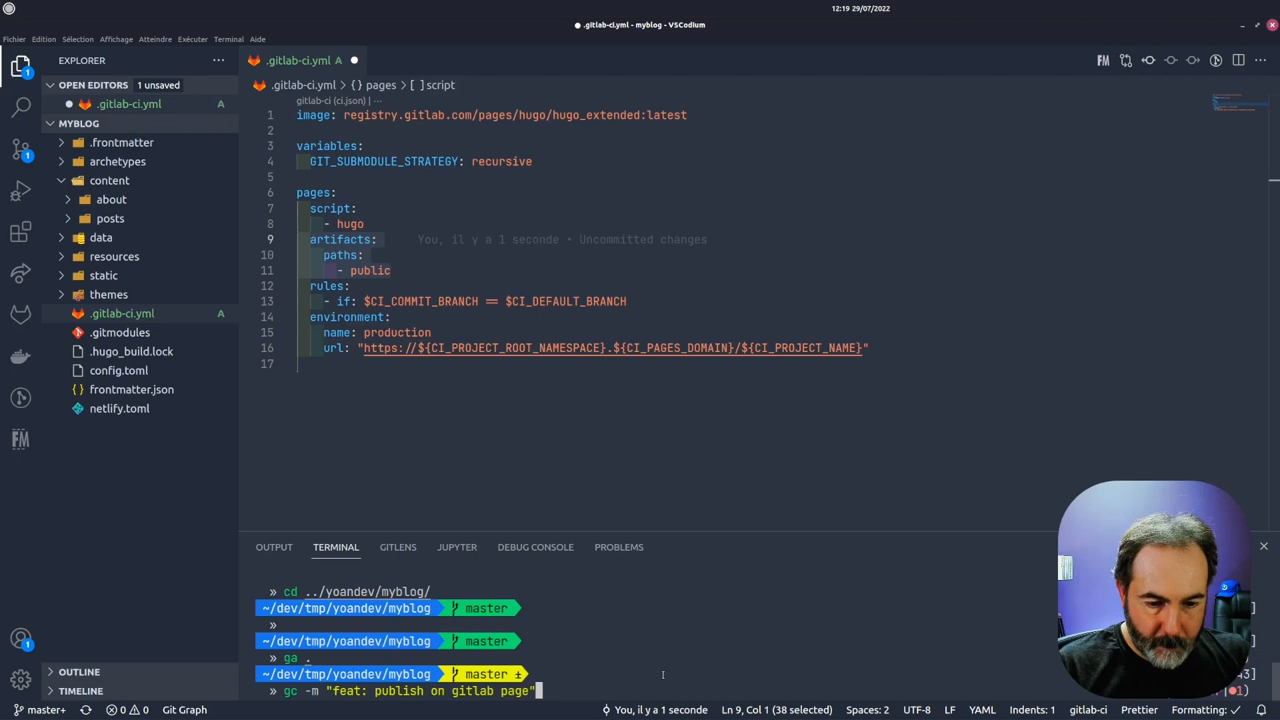 12:19 29/07/2022
● .gitlab-ci.yml - myblog - VSCodium
Fichier Edition Sélection Affichage Atteindre Exécuter Terminal Aide
EXPLORER
OPEN EDITORS 1 unsaved
.gitlab-ci.yml A
MYBLOG
.frontmatter
archetypes
content
about
posts
data
resources
static
themes
.gitlab-ci.yml A
.gitmodules
.hugo_build.lock
config.toml
frontmatter.json
netlify.toml
OUTLINE
TIMELINE
.gitlab-ci.yml A
.gitlab-ci.yml > {} pages > [ ] script
gitlab-ci (ci.json) | ...
1 image: registry.gitlab.com/pages/hugo/hugo_extended:latest
2
3 variables:
4 GIT_SUBMODULE_STRATEGY: recursive
5
6 pages:
7 script:
8 - hugo
9 artifacts: You, il y a 1 seconde • Uncommitted changes
10 paths:
11 - public
12 rules:
13 - if: $CI_COMMIT_BRANCH == $CI_DEFAULT_BRANCH
14 environment:
15 name: production
16 url: "https://${CI_PROJECT_ROOT_NAMESPACE}.${CI_PAGES_DOMAIN}/${CI_PROJECT_NAME}"
17
OUTPUT TERMINAL GITLENS JUPYTER DEBUG CONSOLE PROBLEMS
» cd ../yoandev/myblog/
~/dev/tmp/yoandev/myblog master
»
~/dev/tmp/yoandev/myblog master
» ga .
~/dev/tmp/yoandev/myblog master ±
» gc -m "feat: publish on gitlab page"
master+ 0 0 Git Graph You, il y a 1 seconde Ln 9, Col 1 (38 selected) Spaces: 2 UTF-8 LF YAML Indents: 1 gitlab-ci Prettier Formatting: ✓